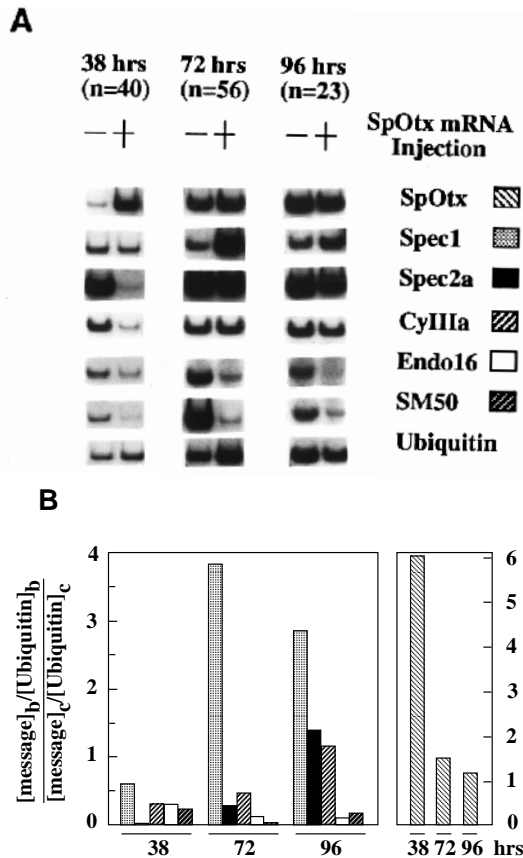 A
38 hrs 72 hrs 96 hrs
(n=40) (n=56) (n=23)
— + — + — + SpOtx mRNA
Injection
SpOtx
Spec1
Spec2a
CyIIIa
Endo16
SM50
Ubiquitin
B
[message]b/[Ubiquitin]b
[message]c/[Ubiquitin]c
4
3
2
1
0
6
5
4
3
2
1
0
38 72 96 38 72 96 hrs